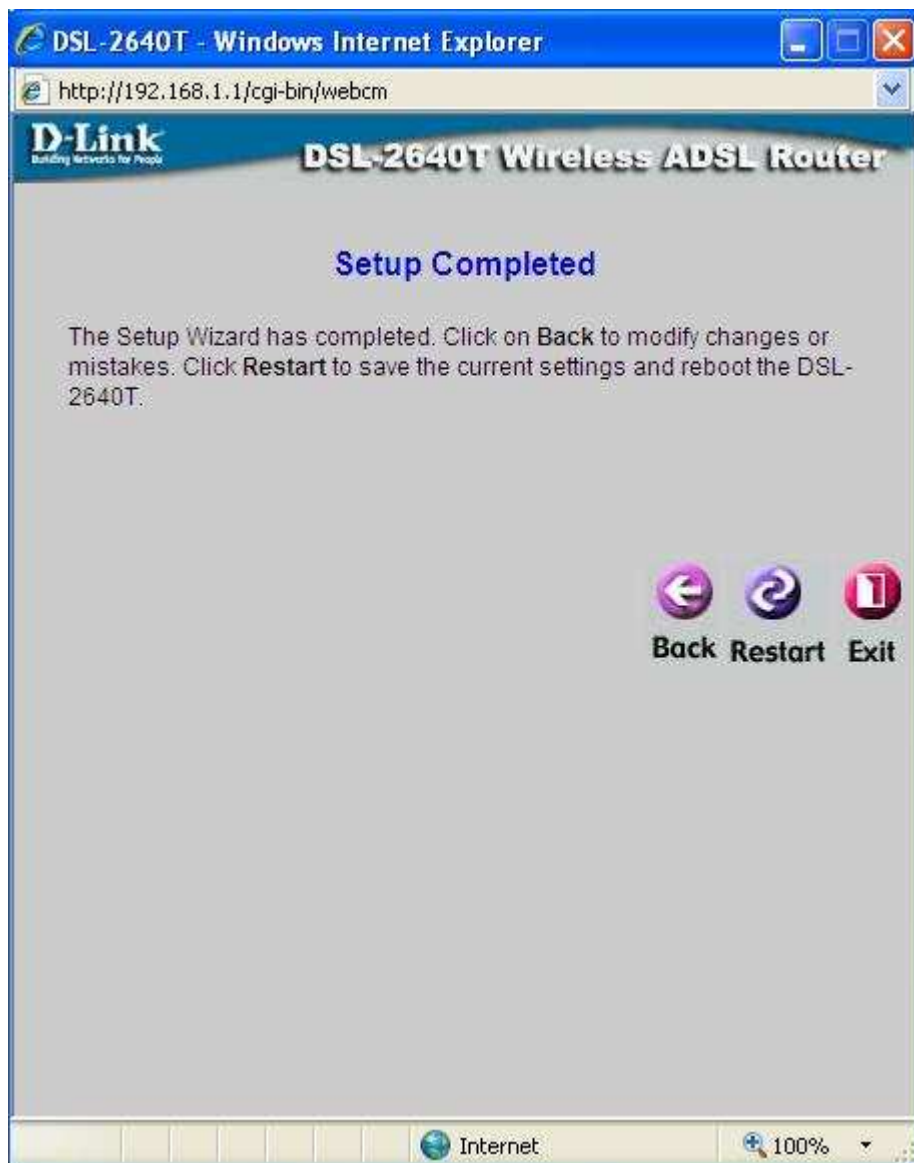 DSL-2640T - Windows Internet Explorer
http://192.168.1.1/cgi-bin/webcm
D-Link
Building Networks for People
DSL-2640T Wireless ADSL Router
Setup Completed
The Setup Wizard has completed. Click on Back to modify changes or
mistakes. Click Restart to save the current settings and reboot the DSL-
2640T.
Back Restart Exit
Internet 100%